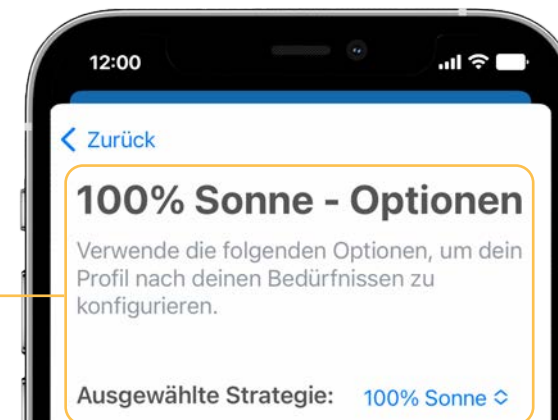 12:00
Zurück
100% Sonne - Optionen
Verwende die folgenden Optionen, um dein
Profil nach deinen Bedürfnissen zu
konfigurieren.
Ausgewählte Strategie: 100% Sonne